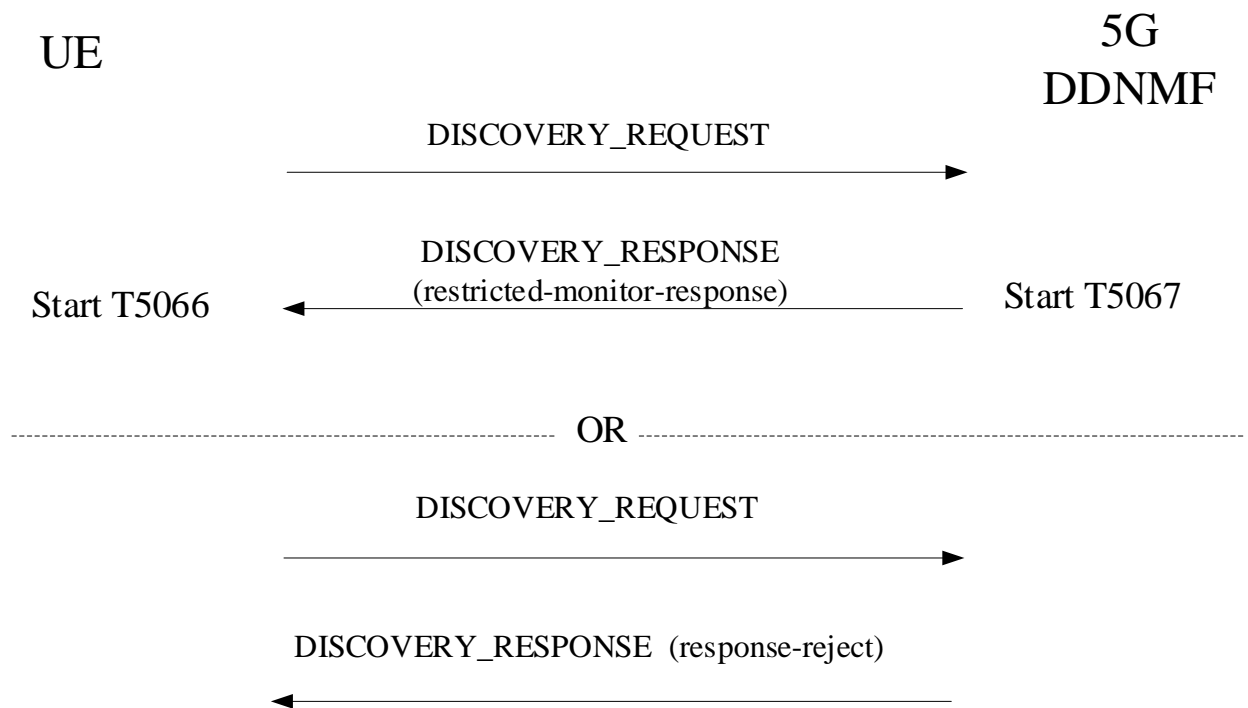 UE
5G
DDNMF
DISCOVERY_REQUEST
DISCOVERY_RESPONSE
(restricted-monitor-response)
Start T5066
Start T5067
OR
DISCOVERY_REQUEST
DISCOVERY_RESPONSE (response-reject)